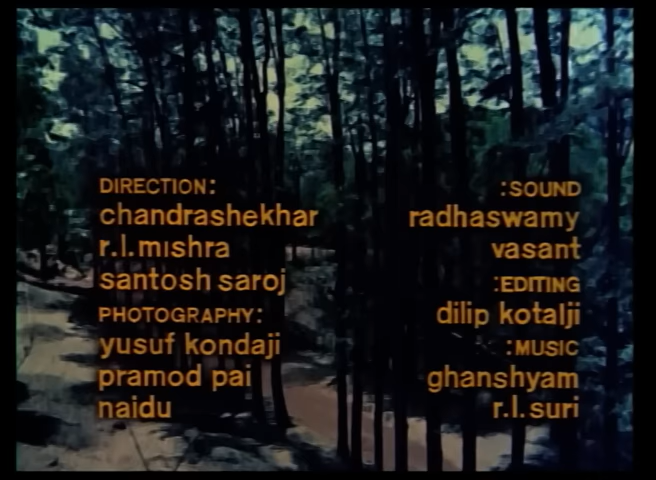 DIRECTION:
chandrashekhar
r.l.mishra
santosh saroj
PHOTOGRAPHY:
yusuf kondaji
pramod pai
naidu
:SOUND
radhaswamy
vasant
:EDITING
dilip kotalji
:MUSIC
ghanshyam
r.l.suri